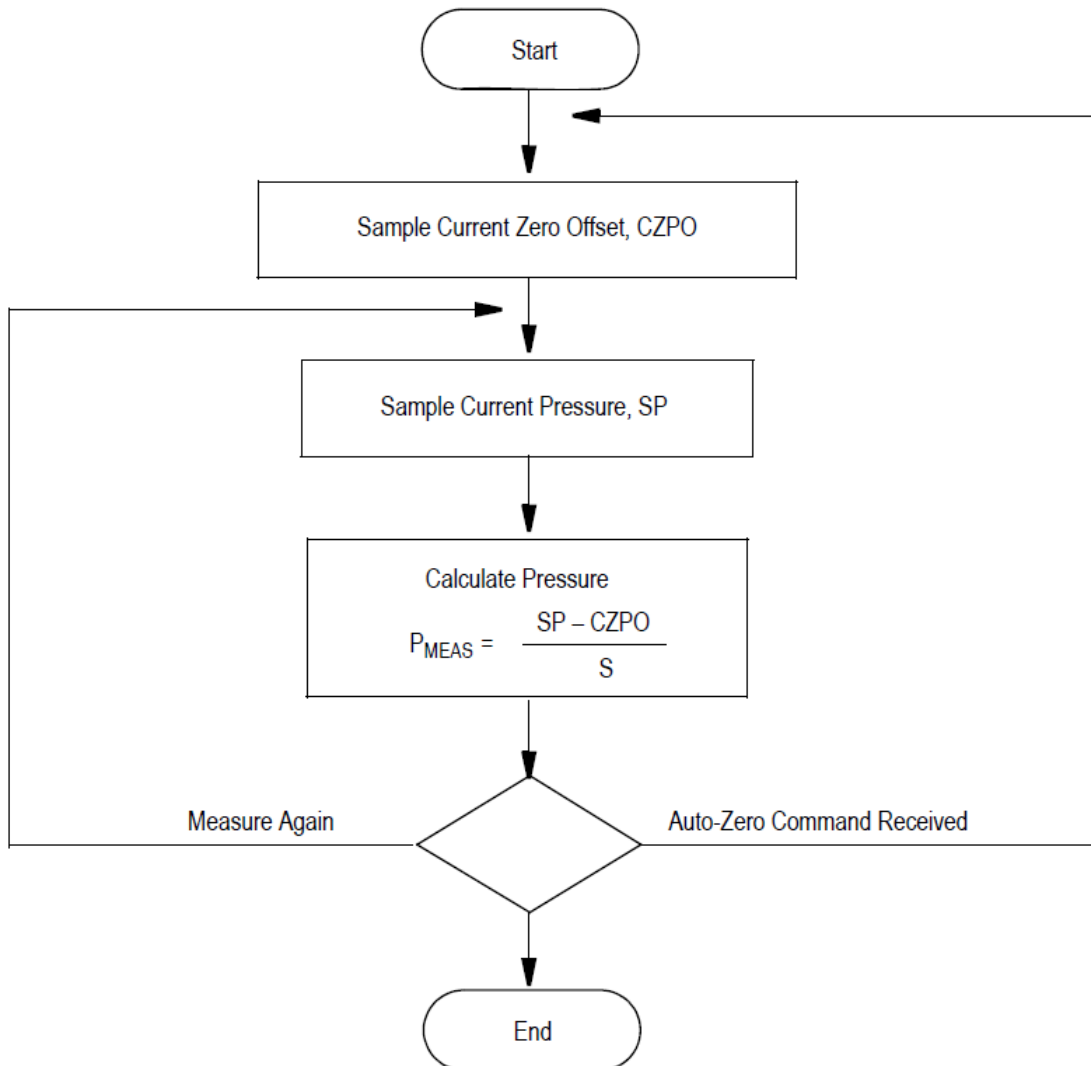 Start
Sample Current Zero Offset, CZPO
Sample Current Pressure, SP
Calculate Pressure
P_MEAS = SP – CZPO / S
Measure Again
Auto-Zero Command Received
End